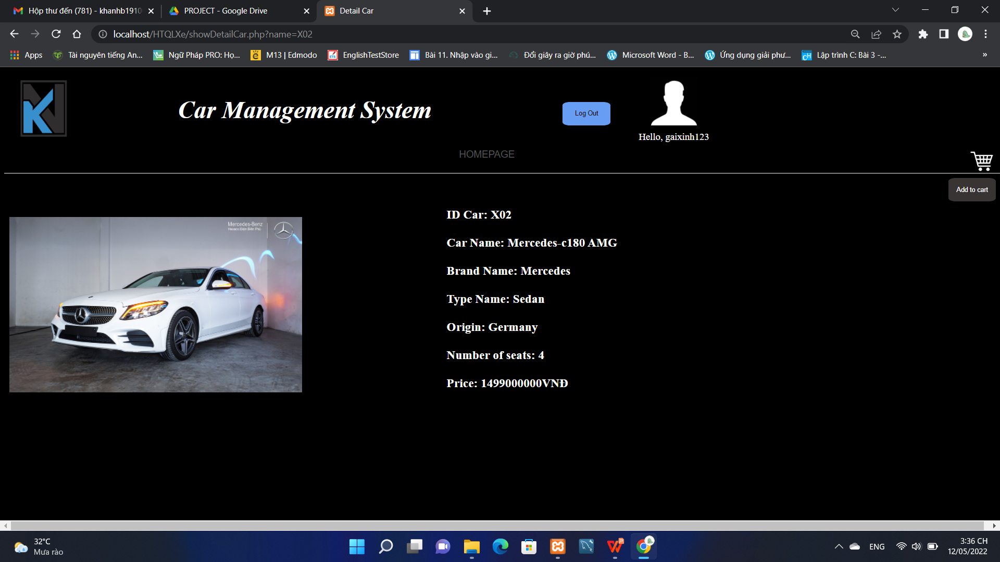 Hộp thư đến (781) - khanhb1910
PROJECT - Google Drive
Detail Car
localhost/HTQLXe/showDetailCar.php?name=X02
Apps
Tài nguyên tiếng An...
Ngữ Pháp PRO: Họ...
M13 | Edmodo
EnglishTestStore
Bài 11. Nhập vào gi...
Đổi giây ra giờ phú...
Microsoft Word - B...
Ứng dụng giải phư...
Lập trình C: Bài 3 -...
»
Car Management System
Log Out
Hello, gaixinh123
HOMEPAGE
Add to cart
Mercedes-Benz
Haxaco Điện Biên Phủ
ID Car: X02
Car Name: Mercedes-c180 AMG
Brand Name: Mercedes
Type Name: Sedan
Origin: Germany
Number of seats: 4
Price: 1499000000VNĐ
32°C
Mưa rào
ENG
3:36 CH
12/05/2022